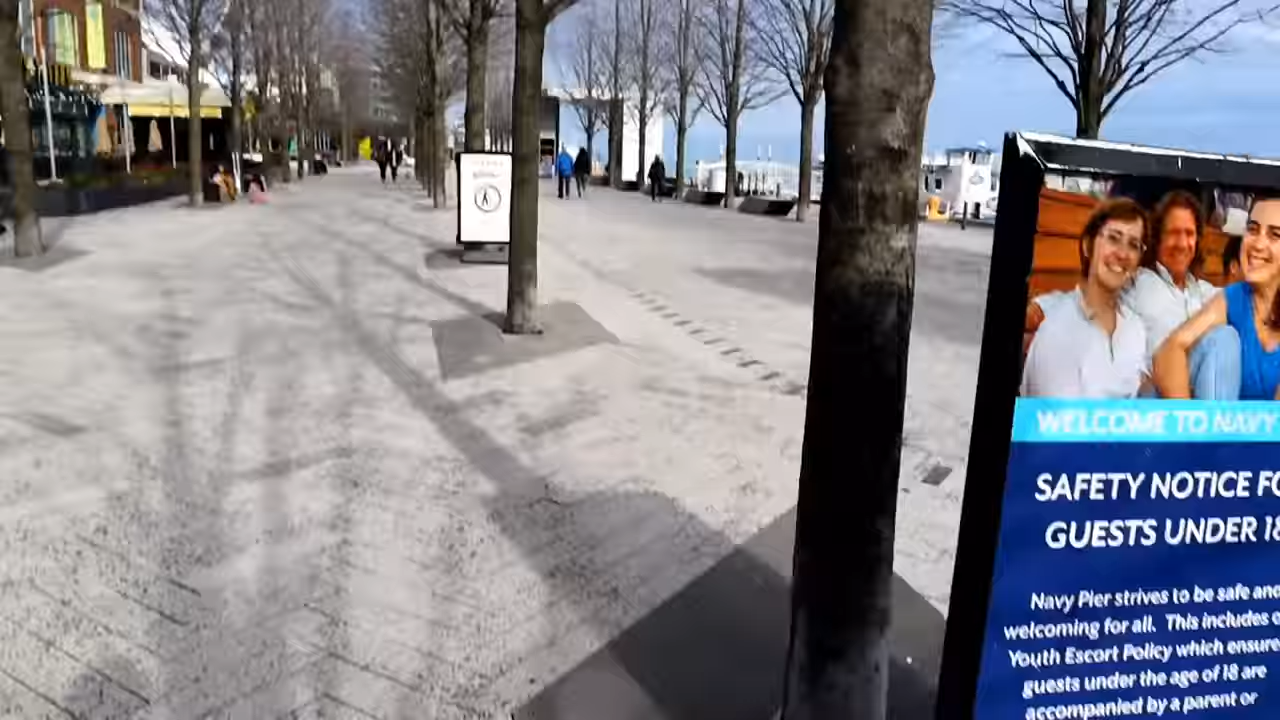 WELCOME TO NAVY
SAFETY NOTICE FO
GUESTS UNDER 18
Navy Pier strives to be safe and
welcoming for all. This includes
Youth Escort Policy which ensure
guests under the age of 18 are
accompanied by a parent or